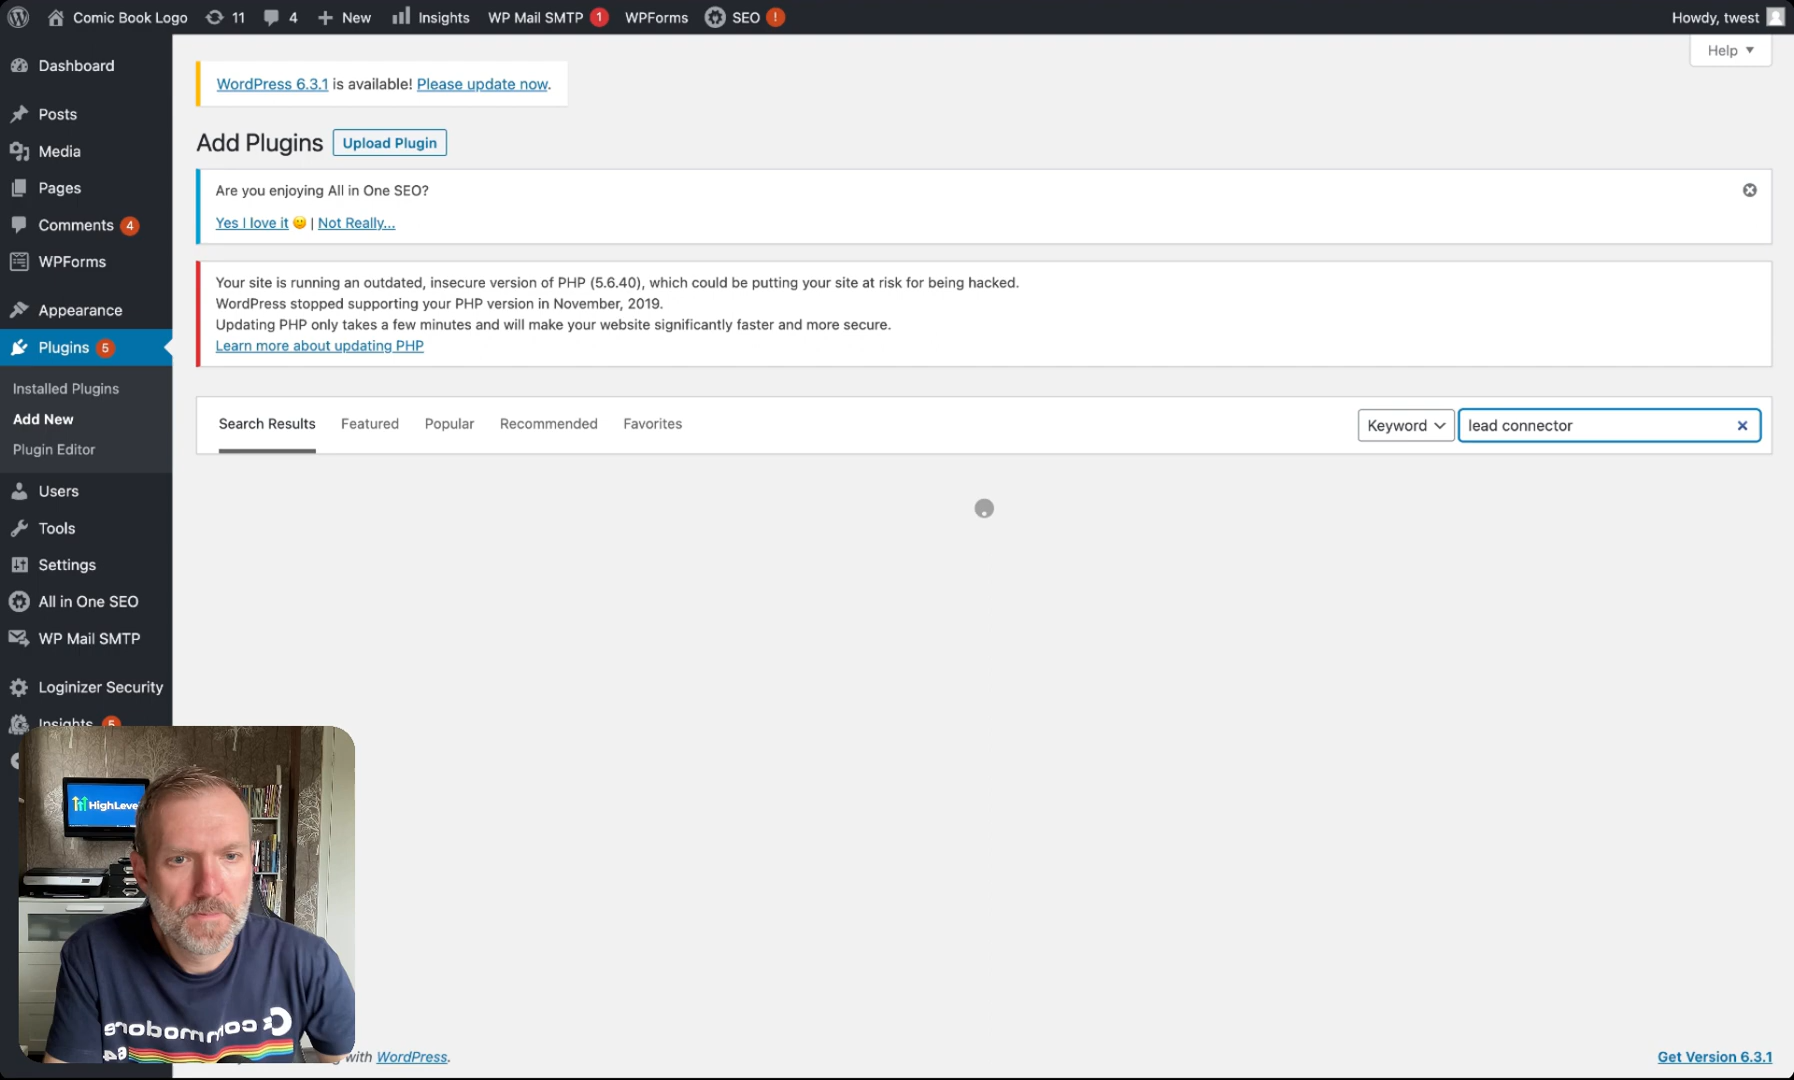 Comic Book Logo
11
4
New
Insights
WP Mail SMTP 1
WPForms
SEO !
Howdy, twest
Help
Dashboard
Posts
Media
Pages
Comments 4
WPForms
Appearance
Plugins 5
Installed Plugins
Add New
Plugin Editor
Users
Tools
Settings
All in One SEO
WP Mail SMTP
Loginizer Security
Insights 5
WordPress 6.3.1 is available! Please update now.
Add Plugins
Upload Plugin
Are you enjoying All in One SEO?
Yes I love it 🙂 | Not Really...
Your site is running an outdated, insecure version of PHP (5.6.40), which could be putting your site at risk for being hacked.
WordPress stopped supporting your PHP version in November, 2019.
Updating PHP only takes a few minutes and will make your website significantly faster and more secure.
Learn more about updating PHP
Search Results
Featured
Popular
Recommended
Favorites
Keyword
lead connector
HighLeve
commodore
64
with WordPress.
Get Version 6.3.1